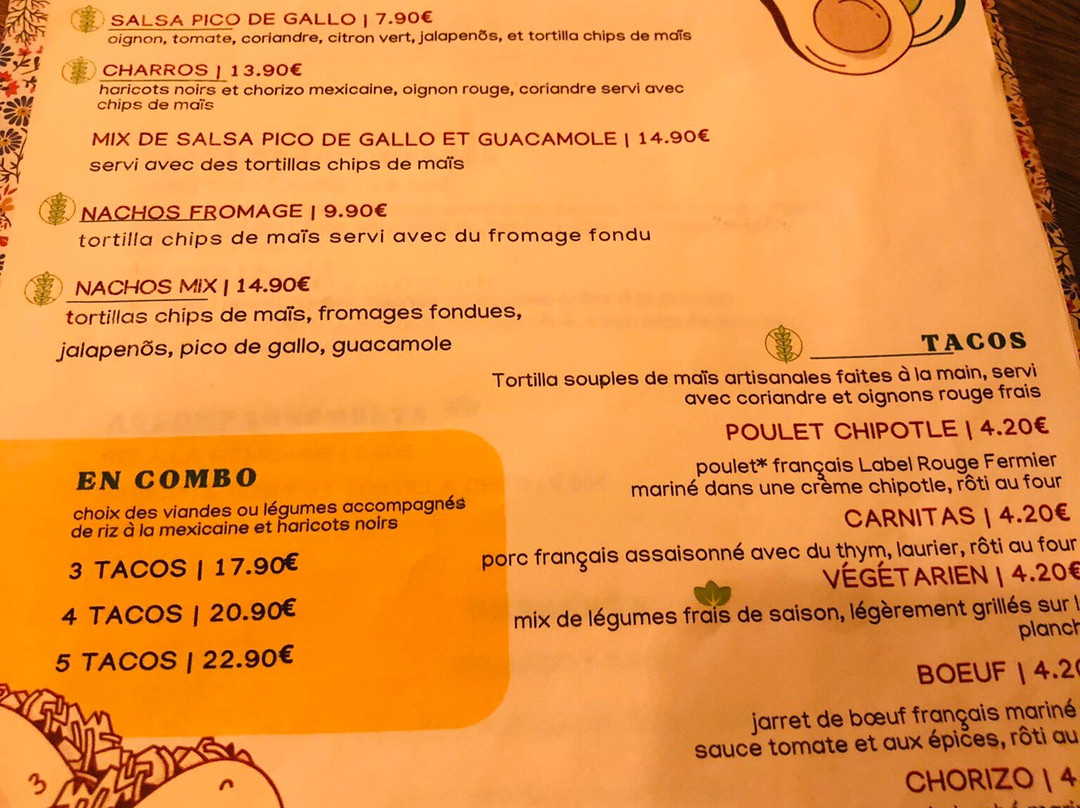 SALSA PICO DE GALLO | 7.90€
oignon, tomate, coriandre, citron vert, jalapenõs, et tortilla chips de maïs
CHARROS | 13.90€
haricots noirs et chorizo mexicaine, oignon rouge, coriandre servi avec
chips de maïs
MIX DE SALSA PICO DE GALLO ET GUACAMOLE | 14.90€
servi avec des tortillas chips de maïs
NACHOS FROMAGE | 9.90€
tortilla chips de maïs servi avec du fromage fondu
NACHOS MIX | 14.90€
tortillas chips de maïs, fromages fondues,
jalapenõs, pico de gallo, guacamole
EN COMBO
choix des viandes ou légumes accompagnés
de riz à la mexicaine et haricots noirs
3 TACOS | 17.90€
4 TACOS | 20.90€
5 TACOS | 22.90€
TACOS
Tortilla souples de maïs artisanales faites à la main, servi
avec coriandre et oignons rouge frais
POULET CHIPOTLE | 4.20€
poulet* français Label Rouge Fermier
mariné dans une crème chipotle, rôti au four
CARNITAS | 4.20€
porc français assaisonné avec du thym, laurier, rôti au four
VÉGÉTARIEN | 4.20€
mix de légumes frais de saison, légèrement grillés sur l
planch
BOEUF | 4.20
jarret de bœuf français mariné
sauce tomate et aux épices, rôti au
CHORIZO | 4